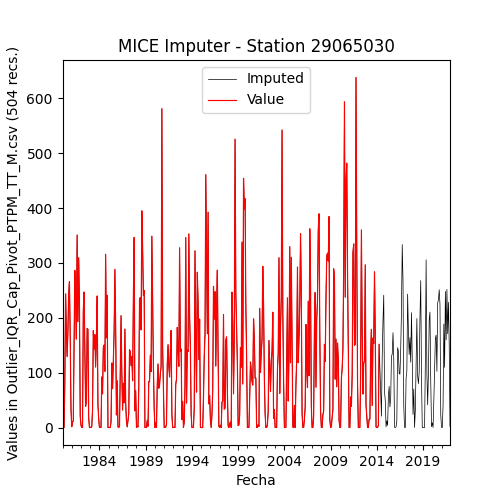 MICE Imputer - Station 29065030
Imputed
Value
Values in Outlier_IQR_Cap_Pivot_PTPM_TT_M.csv (504 recs.)
600
500
400
300
200
100
0
1984 1989 1994 1999 2004 2009 2014 2019
Fecha